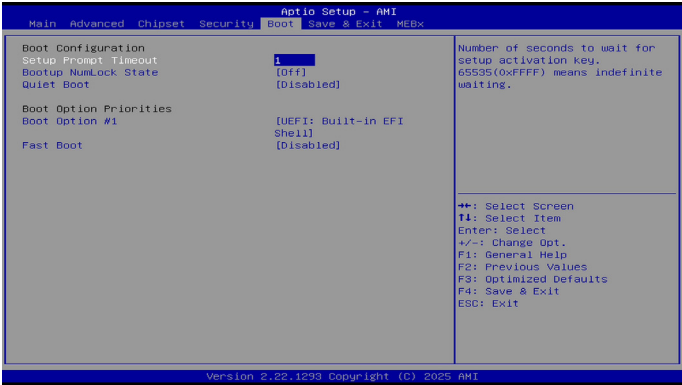 Aptio Setup - AMI
Main Advanced Chipset Security Boot Save & Exit MEBx
Boot Configuration
Setup Prompt Timeout 1
Bootup NumLock State [Off]
Quiet Boot [Disabled]
Boot Option Priorities
Boot Option #1 [UEFI: Built-in EFI
Shell]
Fast Boot [Disabled]
Number of seconds to wait for
setup activation key.
65535(0xFFFF) means indefinite
waiting.
→←: Select Screen
↑↓: Select Item
Enter: Select
+/-: Change Opt.
F1: General Help
F2: Previous Values
F3: Optimized Defaults
F4: Save & Exit
ESC: Exit
Version 2.22.1293 Copyright (C) 2025 AMI